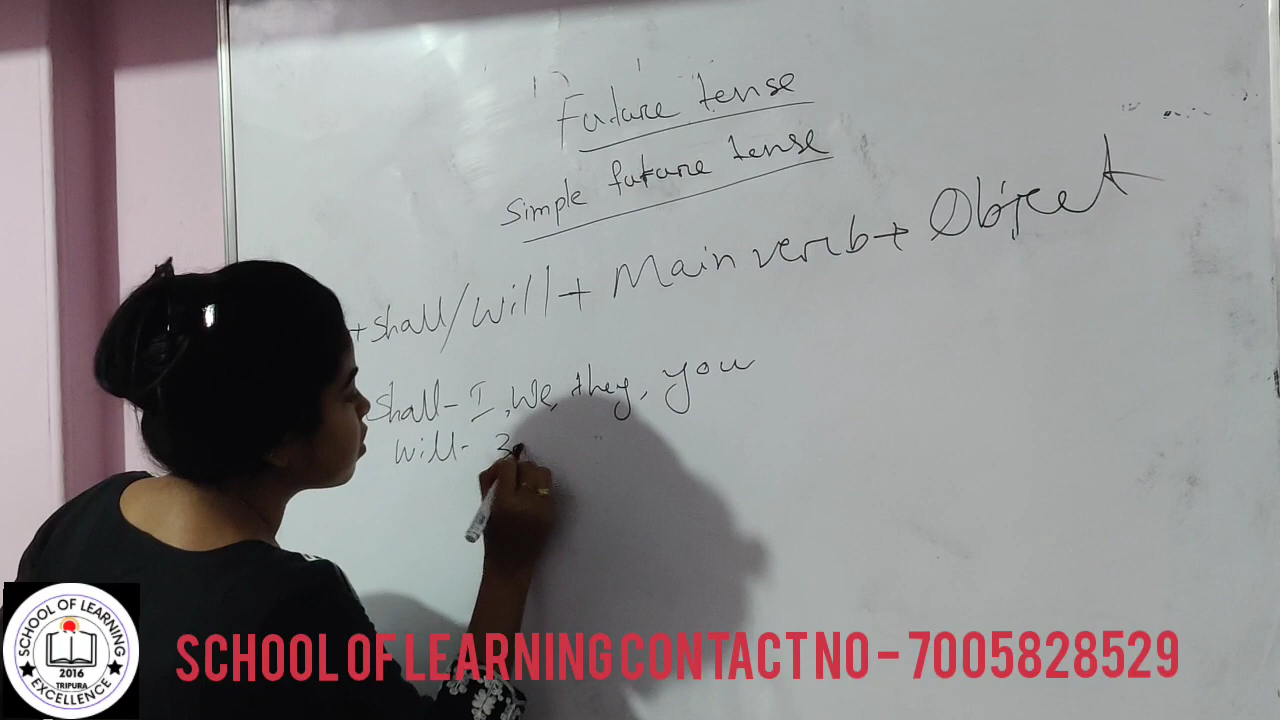 Future tense
Simple future tense
+ shall/will + Main verb + Object
shall - I, we, they, you
will - 3
SCHOOL OF LEARNING
2016
TRIPURA
EXCELLENCE
SCHOOL OF LEARNING CONTACT NO - 7005828529